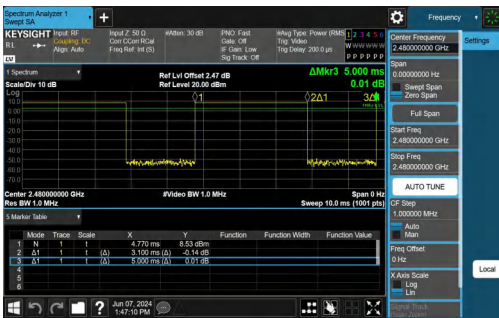 Spectrum Analyzer 1
Swept SA
+
Frequency
KEYSIGHT
Input: RF
Input Z: 50 Ω
#Atten: 30 dB
PNO: Fast
#Avg Type: Power (RMS
1 2 3 4 5 6
RL
Coupling: DC
Corr CCorr RCal
Gate: Off
Trig: Video
W W W W W W
Align: Auto
Freq Ref: Int (S)
IF Gain: Low
Trig Delay: 200.0 µs
Sig Track: Off
P P P P P P
LXI
1 Spectrum
Ref Lvl Offset 2.47 dB
ΔMkr3 5.000 ms
Scale/Div 10 dB
Ref Level 20.00 dBm
0.01 dB
Log
10.0
0.00
-10.0
-20.0
-30.0
-40.0
-50.0
-60.0
-70.0
1
2Δ1
3Δ1
Center 2.480000000 GHz
#Video BW 1.0 MHz
Span 0 Hz
Res BW 1.0 MHz
Sweep 10.0 ms (1001 pts)
5 Marker Table
Mode Trace Scale X Y Function Function Width Function Value
1 N 1 t 4.770 ms 8.53 dBm
2 Δ1 1 t (Δ) 3.100 ms (Δ) -0.14 dB
3 Δ1 1 t (Δ) 5.000 ms (Δ) 0.01 dB
4
5
6
?
Jun 07, 2024
1:47:10 PM
Center Frequency
2.480000000 GHz
Settings
Span
0.00000000 Hz
Swept Span
Zero Span
Full Span
Start Freq
2.480000000 GHz
Stop Freq
2.480000000 GHz
AUTO TUNE
CF Step
1.000000 MHz
Auto
Man
Freq Offset
0 Hz
X Axis Scale
Log
Lin
Local
Signal Track